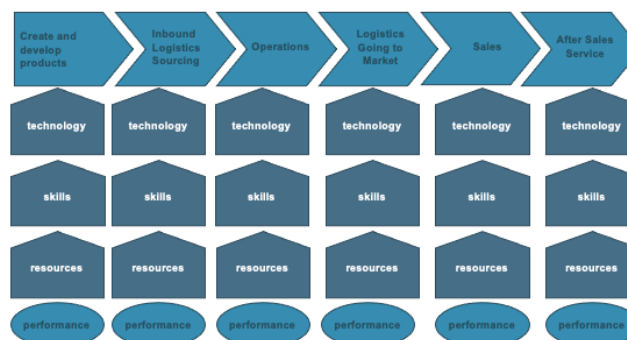 Create and
develop
products
Inbound
Logistics
Sourcing
Operations
Logistics
Going to
Market
Sales
After Sales
Service
technology
technology
technology
technology
technology
technology
skills
skills
skills
skills
skills
skills
resources
resources
resources
resources
resources
resources
performance
performance
performance
performance
performance
performance